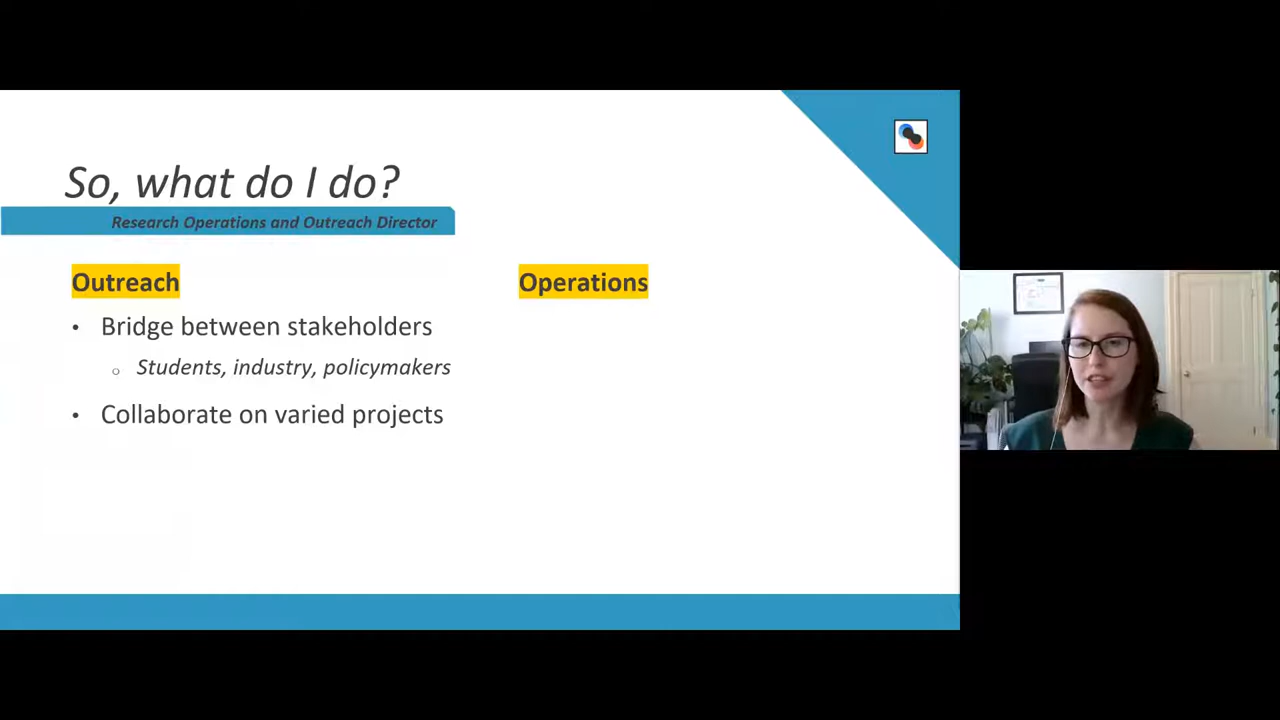 So, what do I do?
Research Operations and Outreach Director
Outreach
• Bridge between stakeholders
o Students, industry, policymakers
• Collaborate on varied projects
Operations